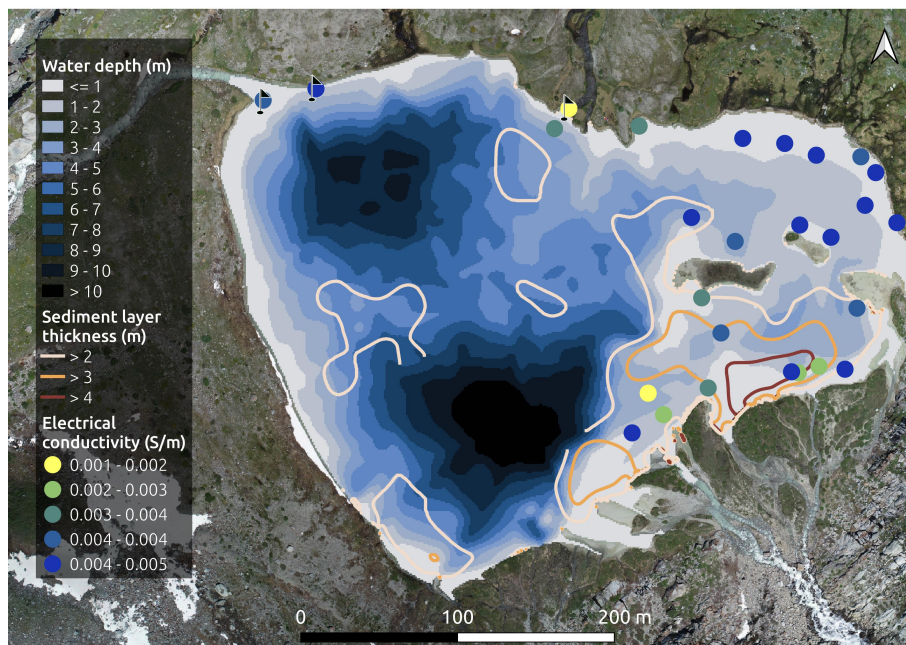 Water depth (m)
<= 1
1 - 2
2 - 3
3 - 4
4 - 5
5 - 6
6 - 7
7 - 8
8 - 9
9 - 10
> 10
Sediment layer
thickness (m)
> 2
> 3
> 4
Electrical
conductivity (S/m)
0.001 - 0.002
0.002 - 0.003
0.003 - 0.004
0.004 - 0.004
0.004 - 0.005
0 100 200 m